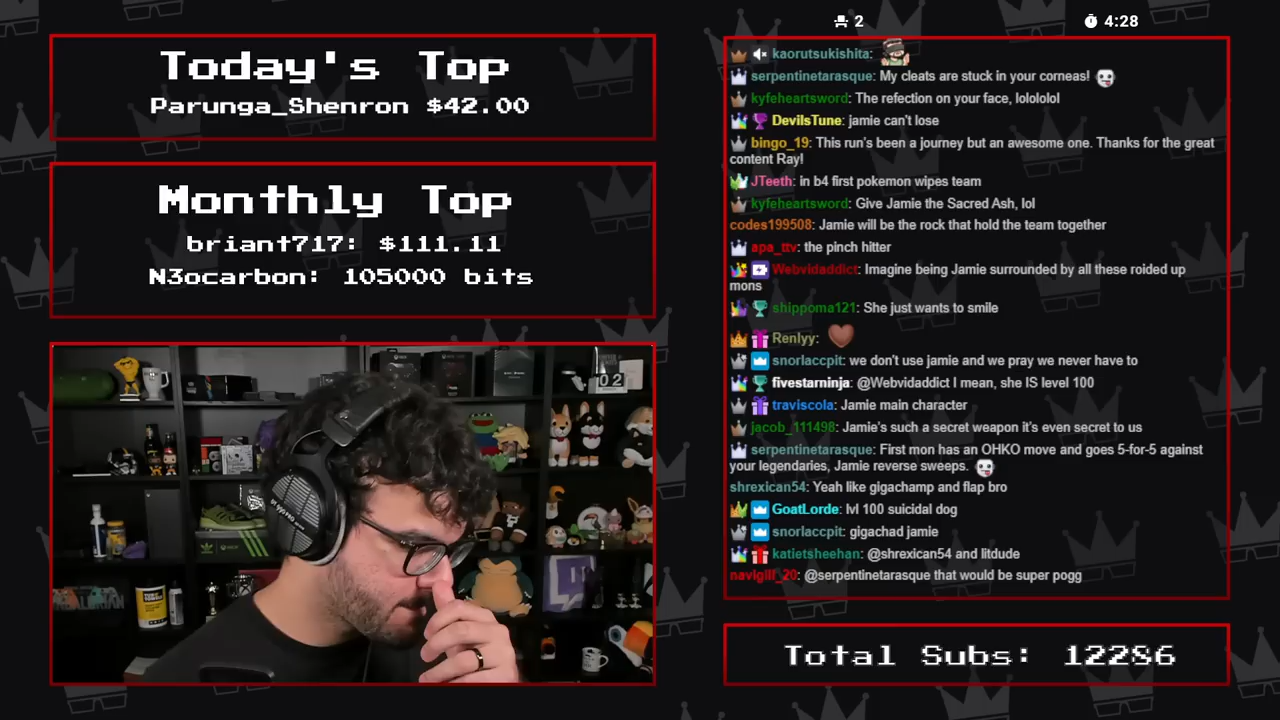 2
4:28
Today's Top
Parunga_Shenron $42.00
Monthly Top
briant717: $111.11
N3ocarbon: 105000 bits
kaorutsukishita:
serpentinetarasque: My cleats are stuck in your corneas!
kyfeheartsword: The refection on your face, lolololol
DevilsTune: jamie can't lose
bingo_19: This run's been a journey but an awesome one. Thanks for the great
content Ray!
JTeeth: in b4 first pokemon wipes team
kyfeheartsword: Give Jamie the Sacred Ash, lol
codes199508: Jamie will be the rock that hold the team together
apa_ttv: the pinch hitter
Webvidaddict: Imagine being Jamie surrounded by all these roided up
mons
shippoma121: She just wants to smile
Renlyy:
snorlaccpit: we don't use jamie and we pray we never have to
fivestarninja: @Webvidaddict I mean, she IS level 100
traviscola: Jamie main character
jacob_111498: Jamie's such a secret weapon it's even secret to us
serpentinetarasque: First mon has an OHKO move and goes 5-for-5 against
your legendaries, Jamie reverse sweeps.
shrexican54: Yeah like gigachamp and flap bro
GoatLorde: lvl 100 suicidal dog
snorlaccpit: gigachad jamie
katietsheehan: @shrexican54 and litdude
navigill_20: @serpentinetarasque that would be super pogg
Total Subs: 12286
02